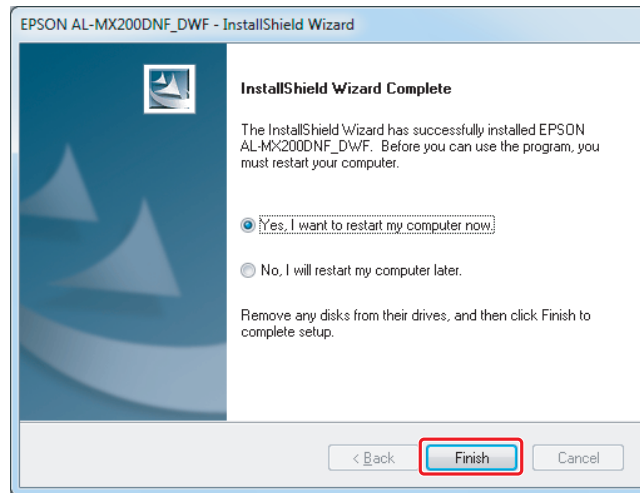 EPSON AL-MX200DNF_DWF - InstallShield Wizard
InstallShield Wizard Complete
The InstallShield Wizard has successfully installed EPSON
AL-MX200DNF_DWF.  Before you can use the program, you
must restart your computer.
Yes, I want to restart my computer now.
No, I will restart my computer later.
Remove any disks from their drives, and then click Finish to
complete setup.
< Back
Finish
Cancel